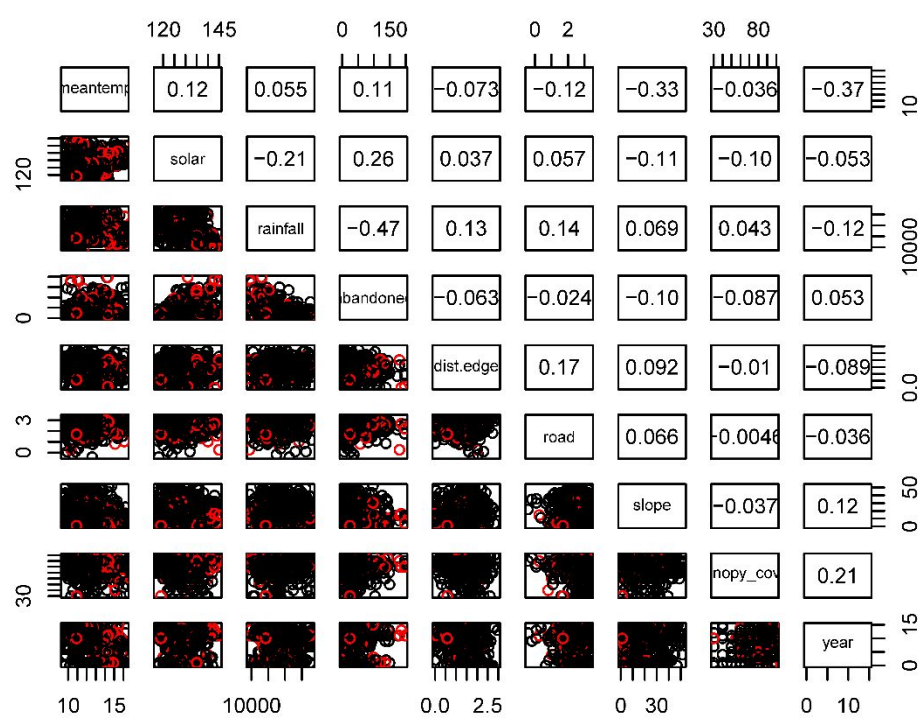 120 145 0 150 0 2 30 80
meantemp 0.12 0.055 0.11 −0.073 −0.12 −0.33 −0.036 −0.37 10
120 solar −0.21 0.26 0.037 0.057 −0.11 −0.10 −0.053
rainfall −0.47 0.13 0.14 0.069 0.043 −0.12 10000
0 bandone −0.063 −0.024 −0.10 −0.087 0.053
dist.edge 0.17 0.092 −0.01 −0.089 0.0
0 3 road 0.066 −0.0046 −0.036
slope −0.037 0.12 0 50
30 nopy_cov 0.21
year 0 15
10 15 10000 0.0 2.5 0 30 0 10